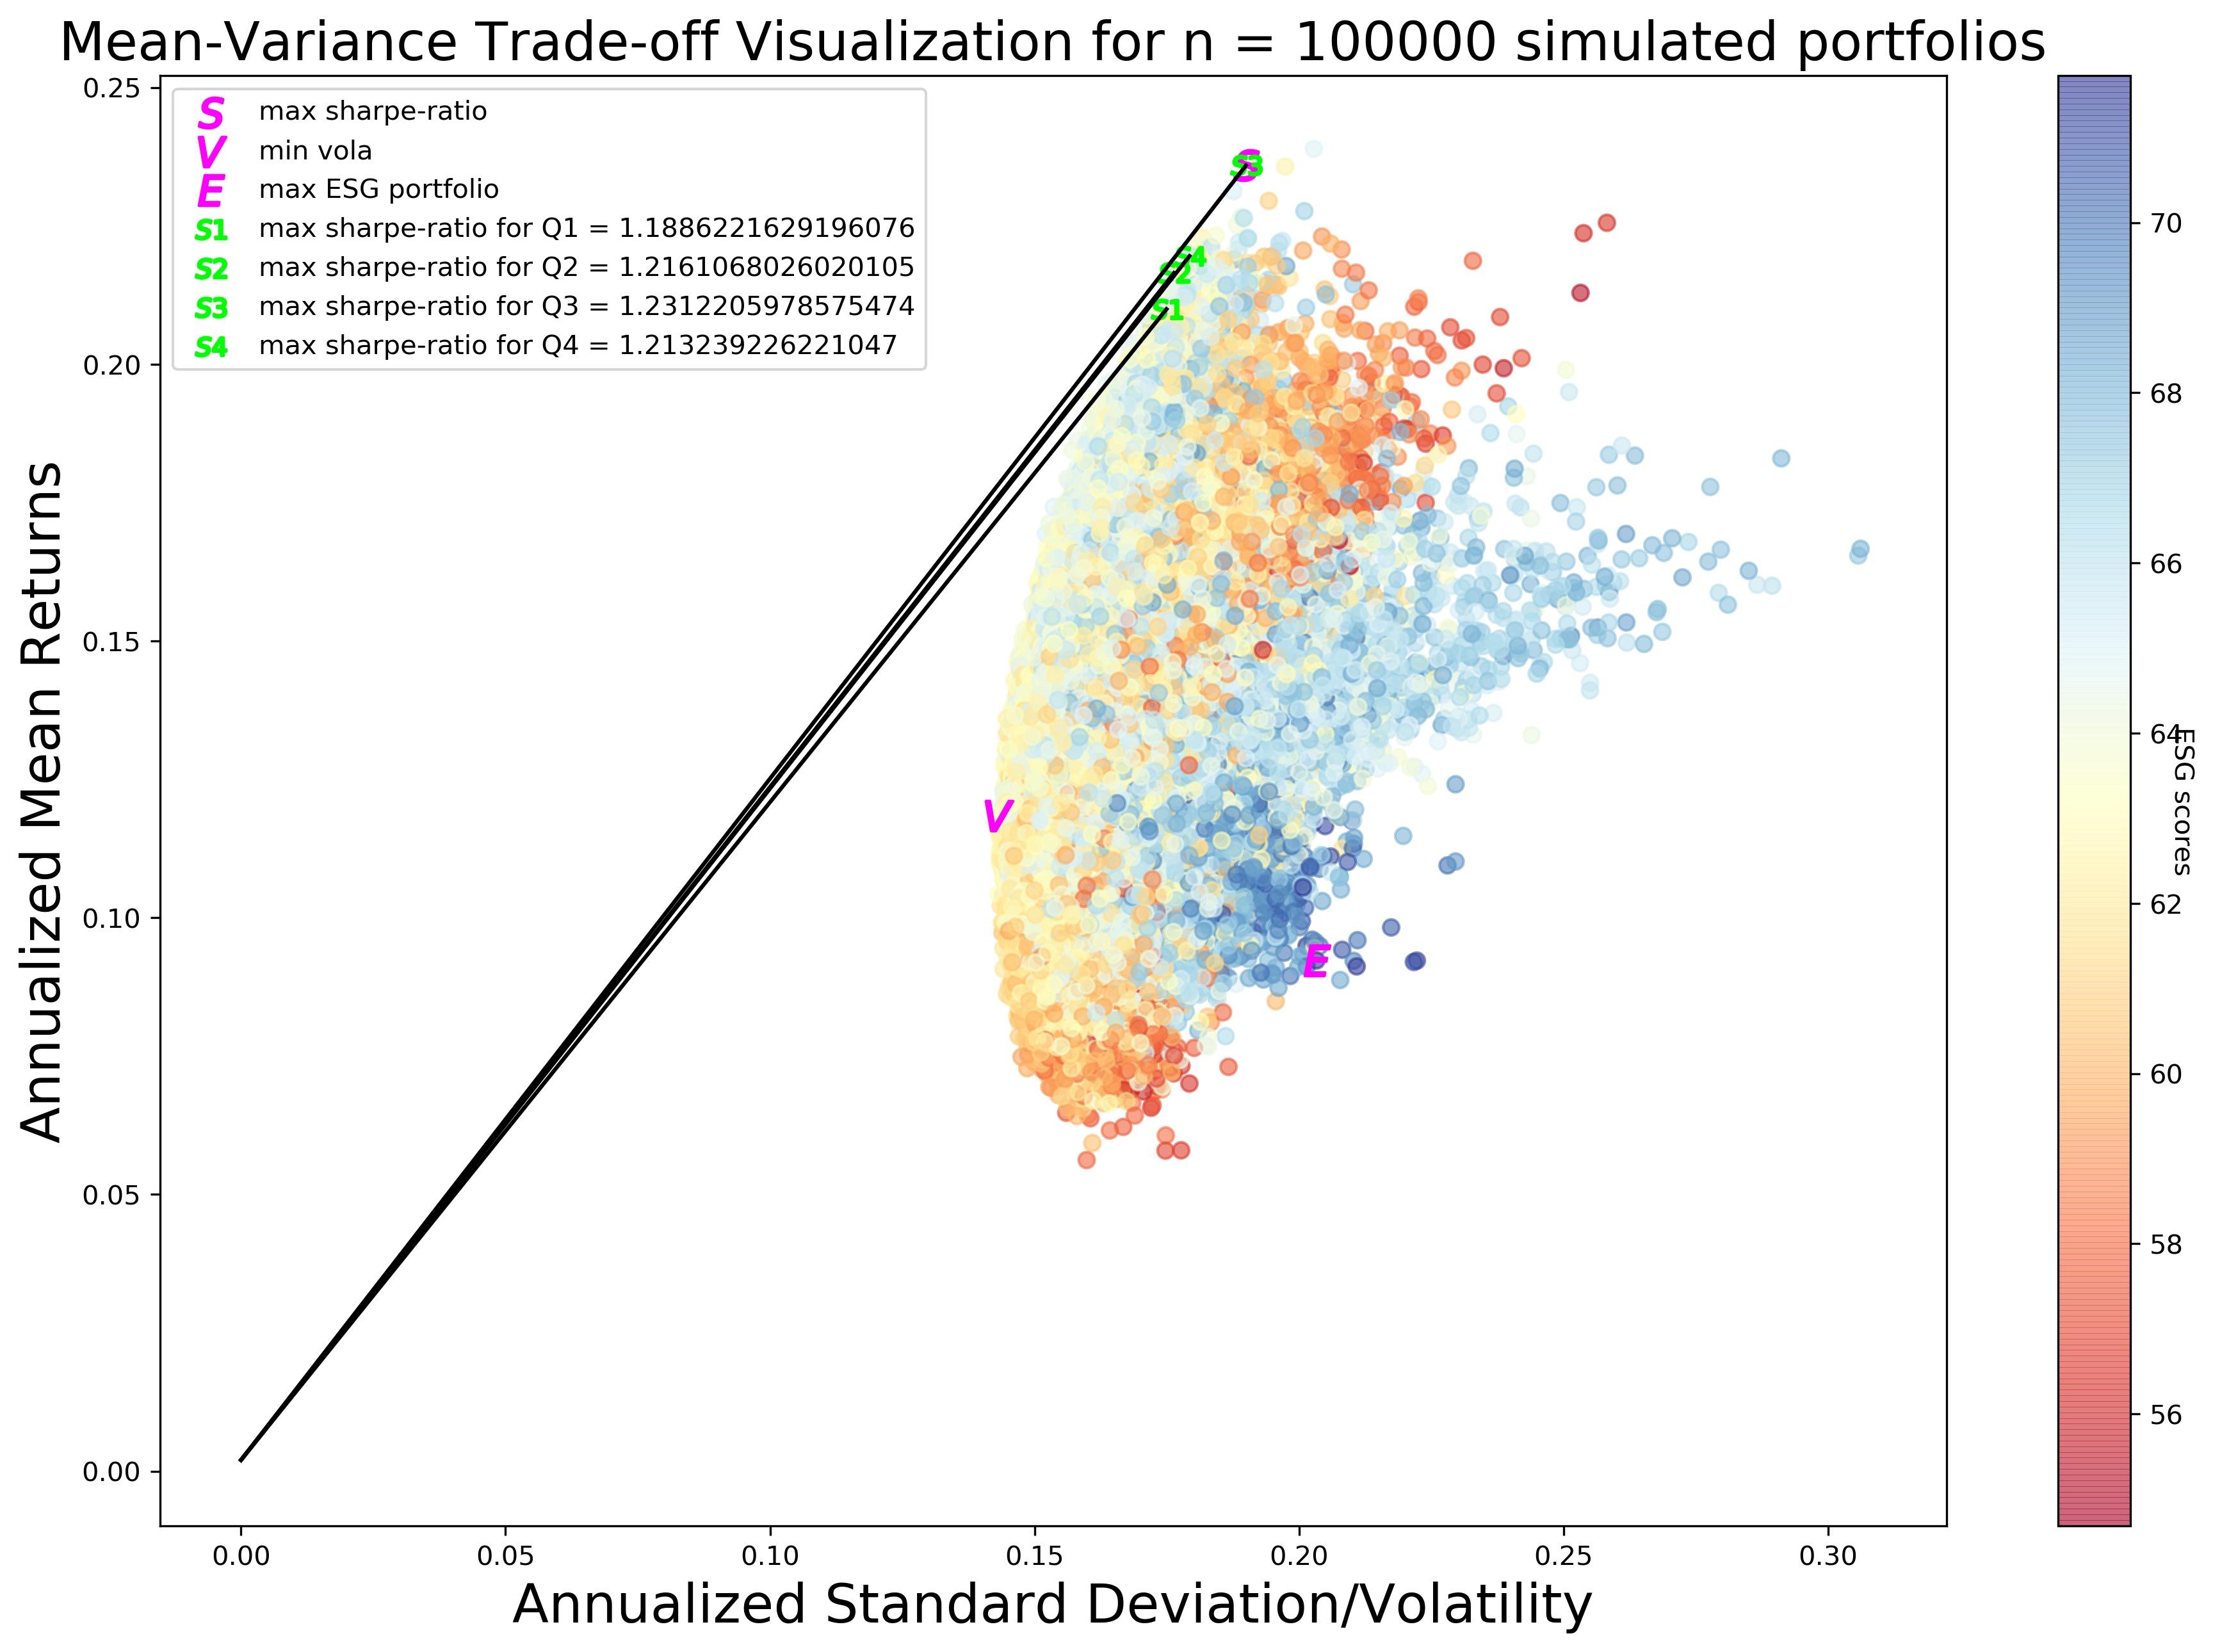 Mean-Variance Trade-off Visualization for n = 100000 simulated portfolios
S max sharpe-ratio
V min vola
E max ESG portfolio
S1 max sharpe-ratio for Q1 = 1.1886221629196076
S2 max sharpe-ratio for Q2 = 1.2161068026020105
S3 max sharpe-ratio for Q3 = 1.2312205978575474
S4 max sharpe-ratio for Q4 = 1.213239226221047
Annualized Mean Returns
0.25
0.20
0.15
0.10
0.05
0.00
S
S3
S4
S2
S1
V
E
0.00 0.05 0.10 0.15 0.20 0.25 0.30
Annualized Standard Deviation/Volatility
70
68
66
64
62
60
58
56
ESG scores